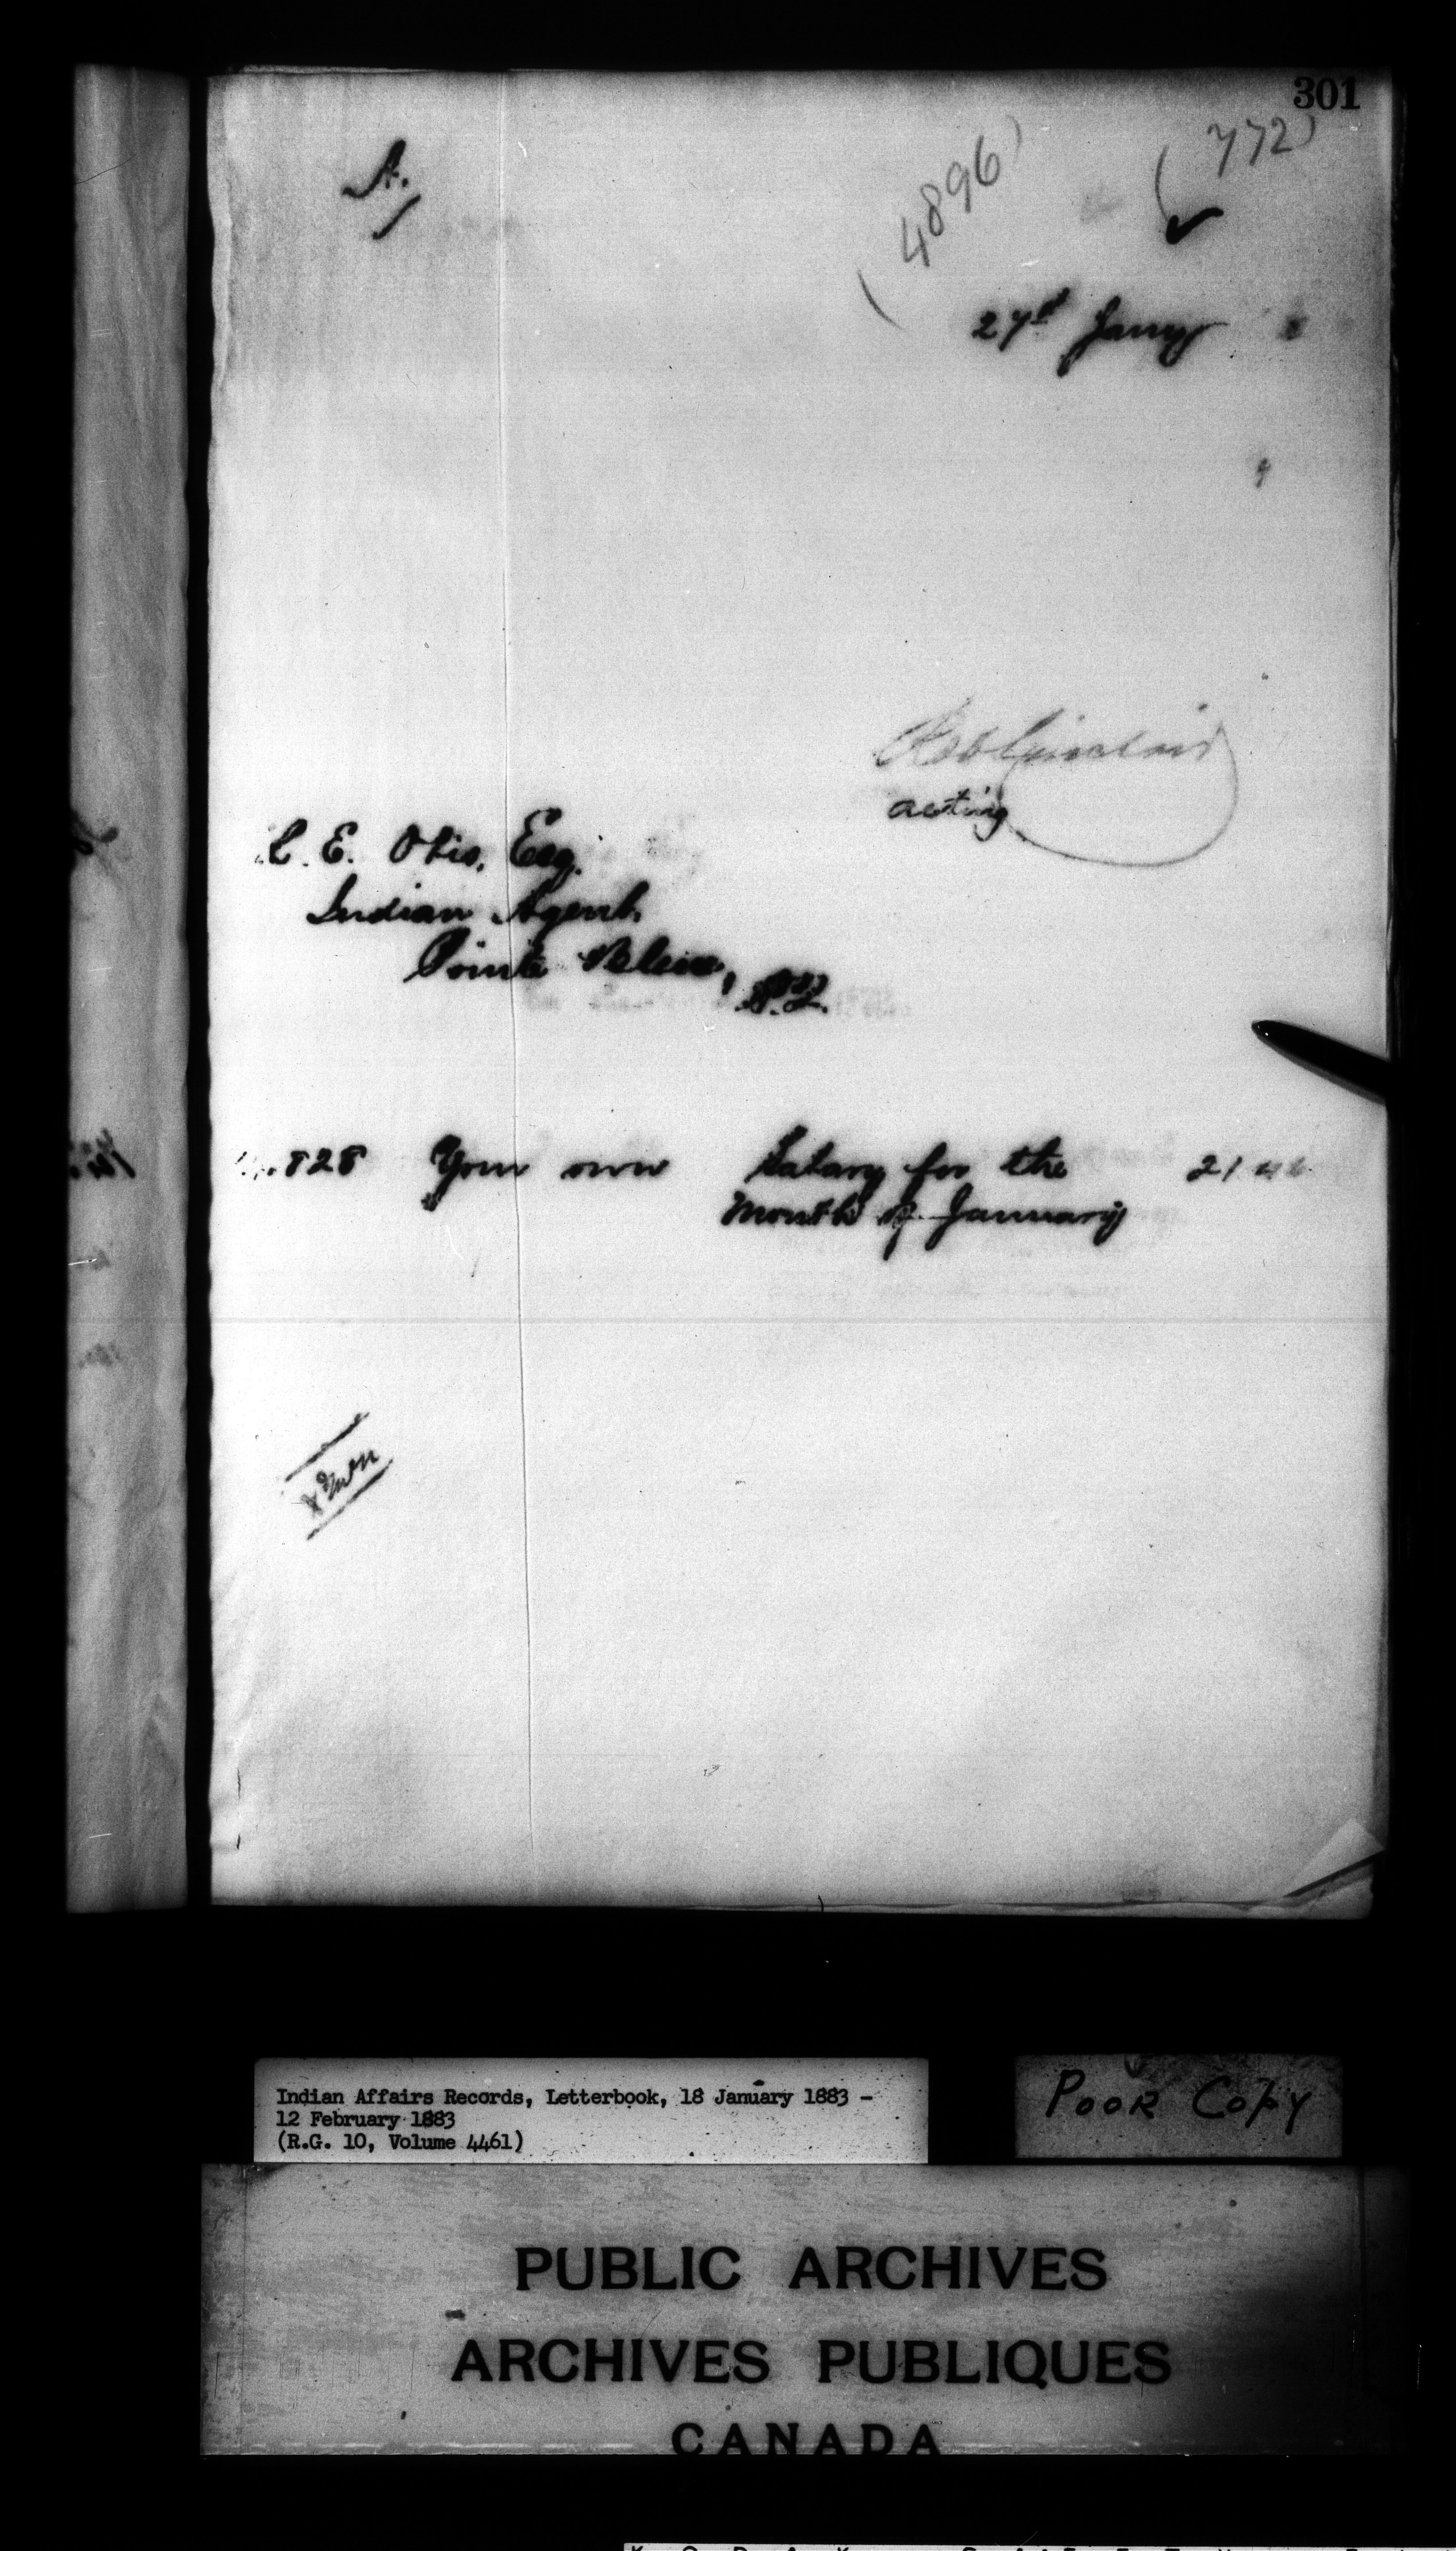 301
A.
(4896)
(772)
27th Jany
acting
L. E. Otis, Esq.
Indian Agent,
Pointe Bleue, P.Q.
828 Your own Salary for the
Month of January
Indian Affairs Records, Letterbook, 18 January 1883 -
12 February 1883
(R.G. 10, Volume 4461)
POOR COPY
PUBLIC ARCHIVES
ARCHIVES PUBLIQUES
CANADA